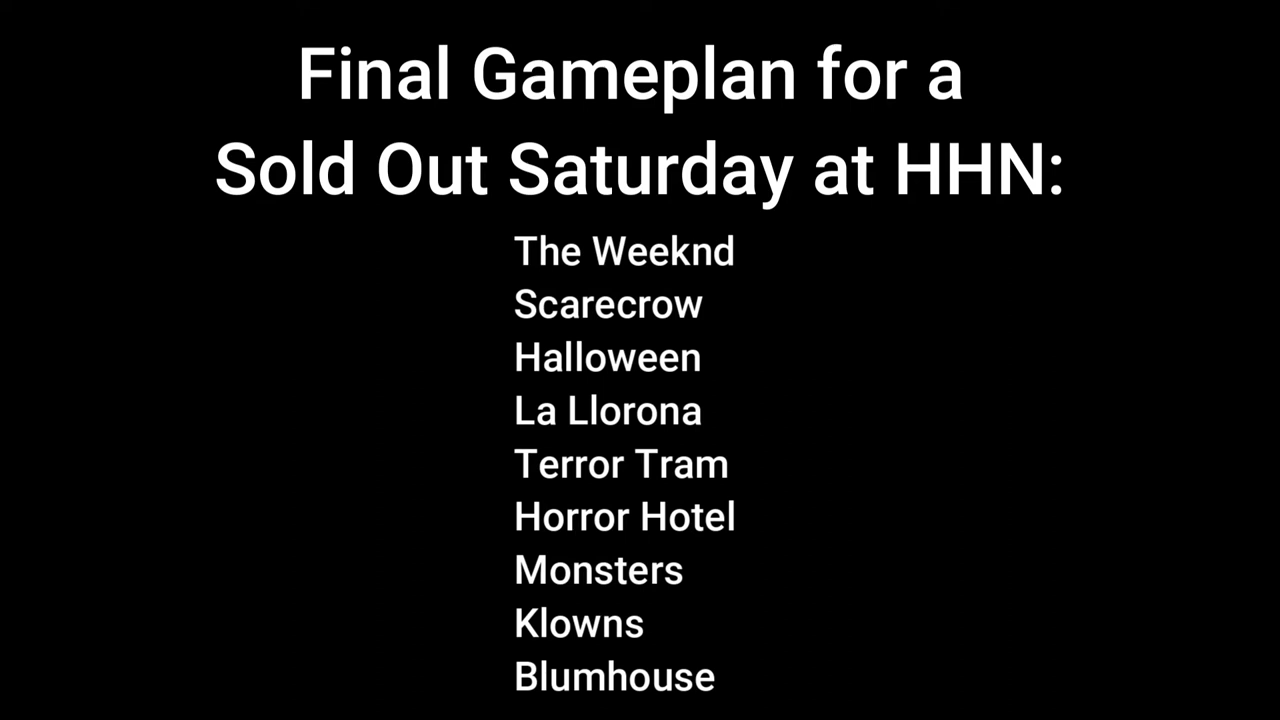 Final Gameplan for a
Sold Out Saturday at HHN:
The Weeknd
Scarecrow
Halloween
La Llorona
Terror Tram
Horror Hotel
Monsters
Klowns
Blumhouse